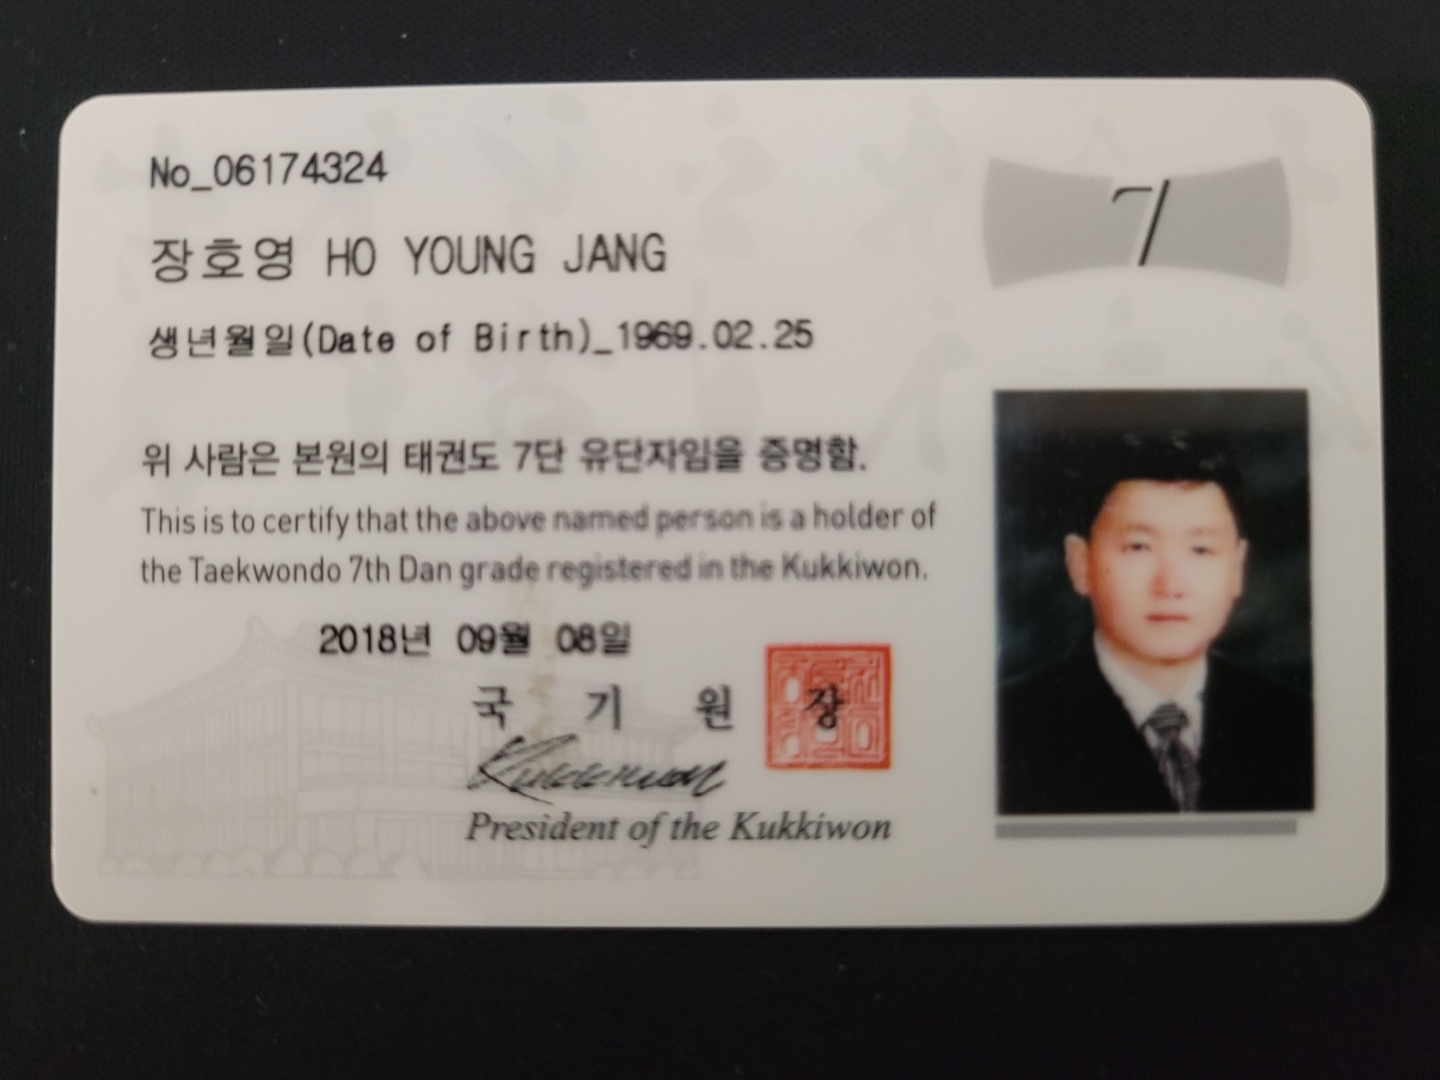 No_06174324
7
장호영 HO YOUNG JANG
생년월일(Date of Birth)_1969.02.25
위 사람은 본원의 태권도 7단 유단자임을 증명함.
This is to certify that the above named person is a holder of
the Taekwondo 7th Dan grade registered in the Kukkiwon.
2018년 09월 08일
국 기 원 장
Kukkiwon
President of the Kukkiwon